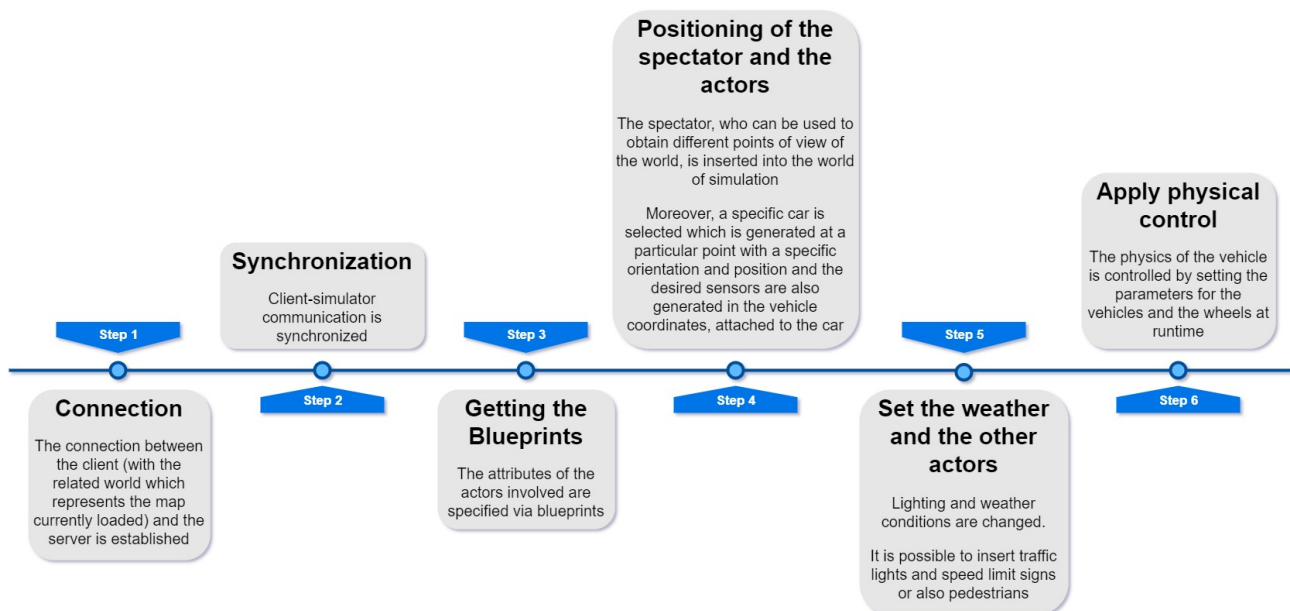 Step 1
Connection
The connection between
the client (with the
related world which
represents the map
currently loaded) and the
server is established
Synchronization
Client-simulator
communication is
synchronized
Step 2
Step 3
Getting the
Blueprints
The attributes of the
actors involved are
specified via blueprints
Positioning of the
spectator and the
actors
The spectator, who can be used to
obtain different points of view of
the world, is inserted into the world
of simulation
Moreover, a specific car is
selected which is generated at a
particular point with a specific
orientation and position and the
desired sensors are also
generated in the vehicle
coordinates, attached to the car
Step 4
Step 5
Set the weather
and the other
actors
Lighting and weather
conditions are changed.
It is possible to insert traffic
lights and speed limit signs
or also pedestrians
Apply physical
control
The physics of the vehicle
is controlled by setting the
parameters for the
vehicles and the wheels at
runtime
Step 6